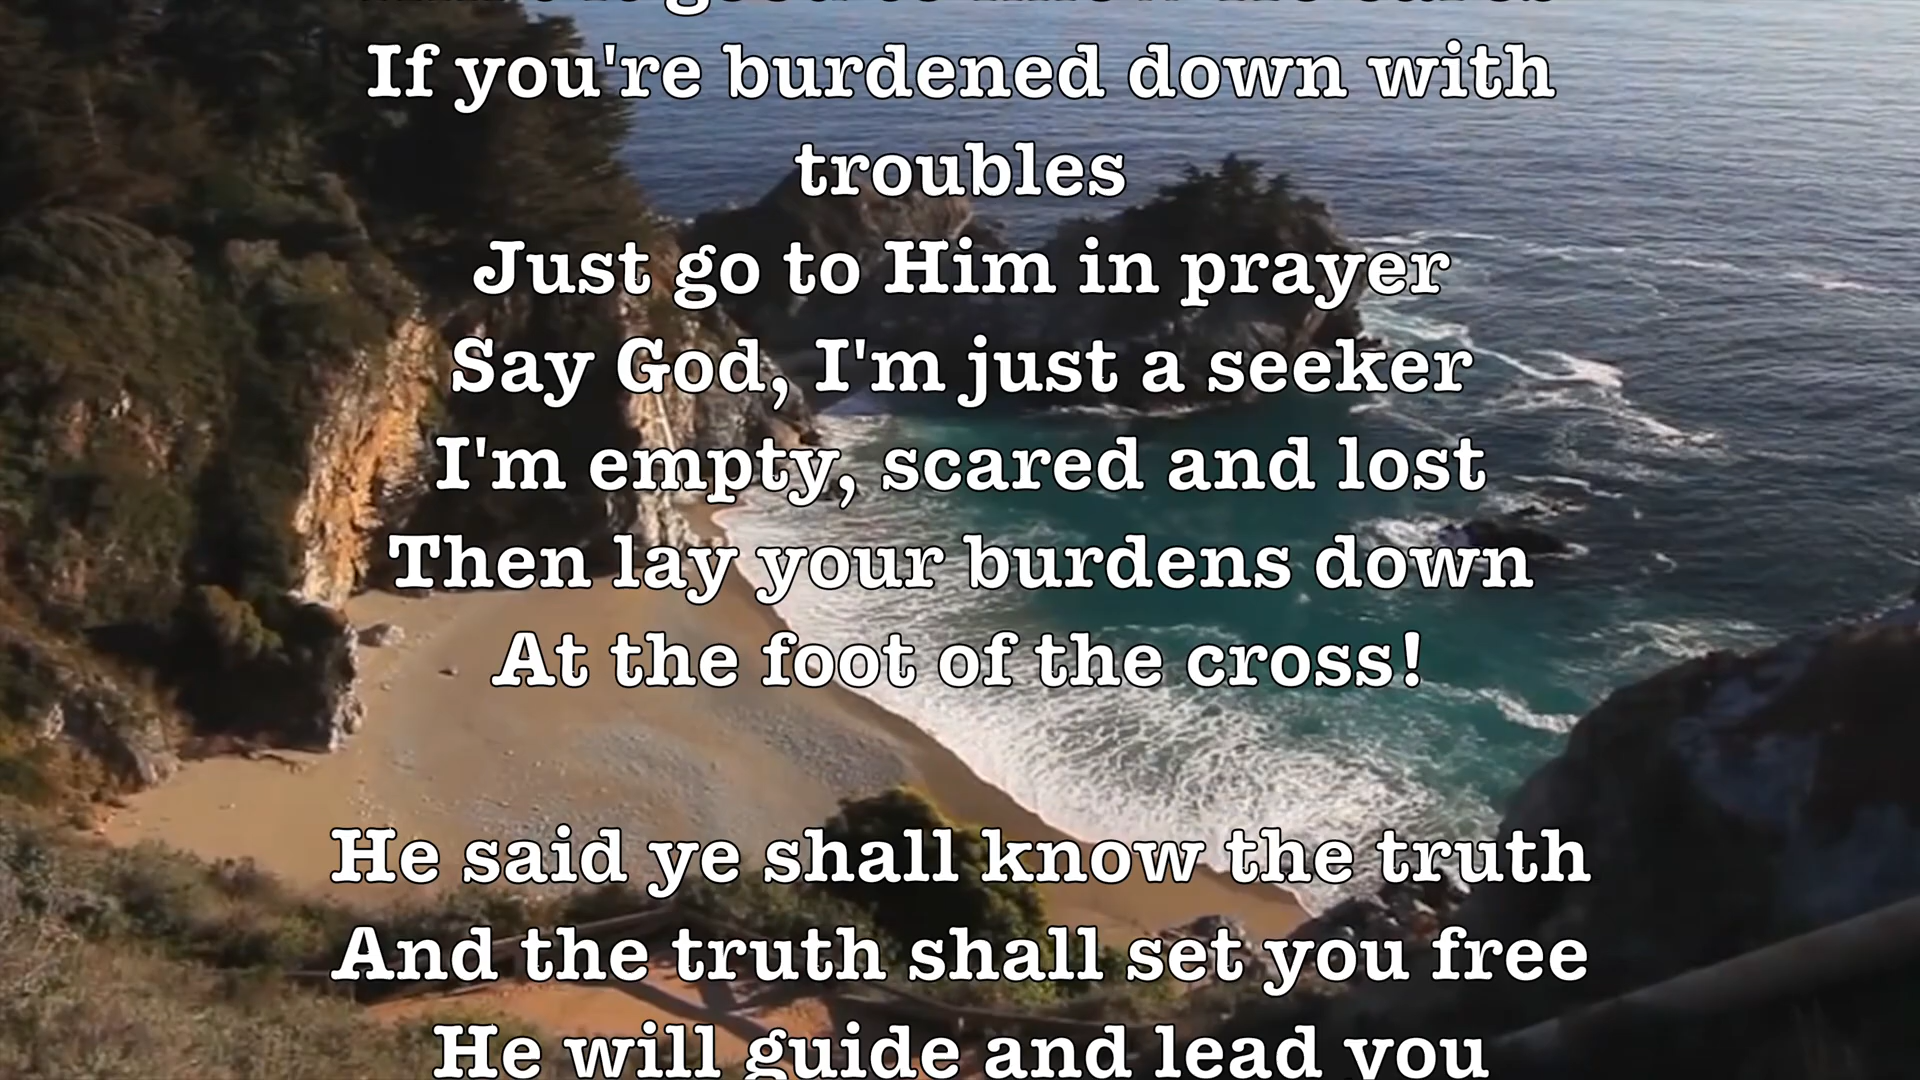 If you're burdened down with
troubles
Just go to Him in prayer
Say God, I'm just a seeker
I'm empty, scared and lost
Then lay your burdens down
At the foot of the cross!
He said ye shall know the truth
And the truth shall set you free
He will guide and lead you